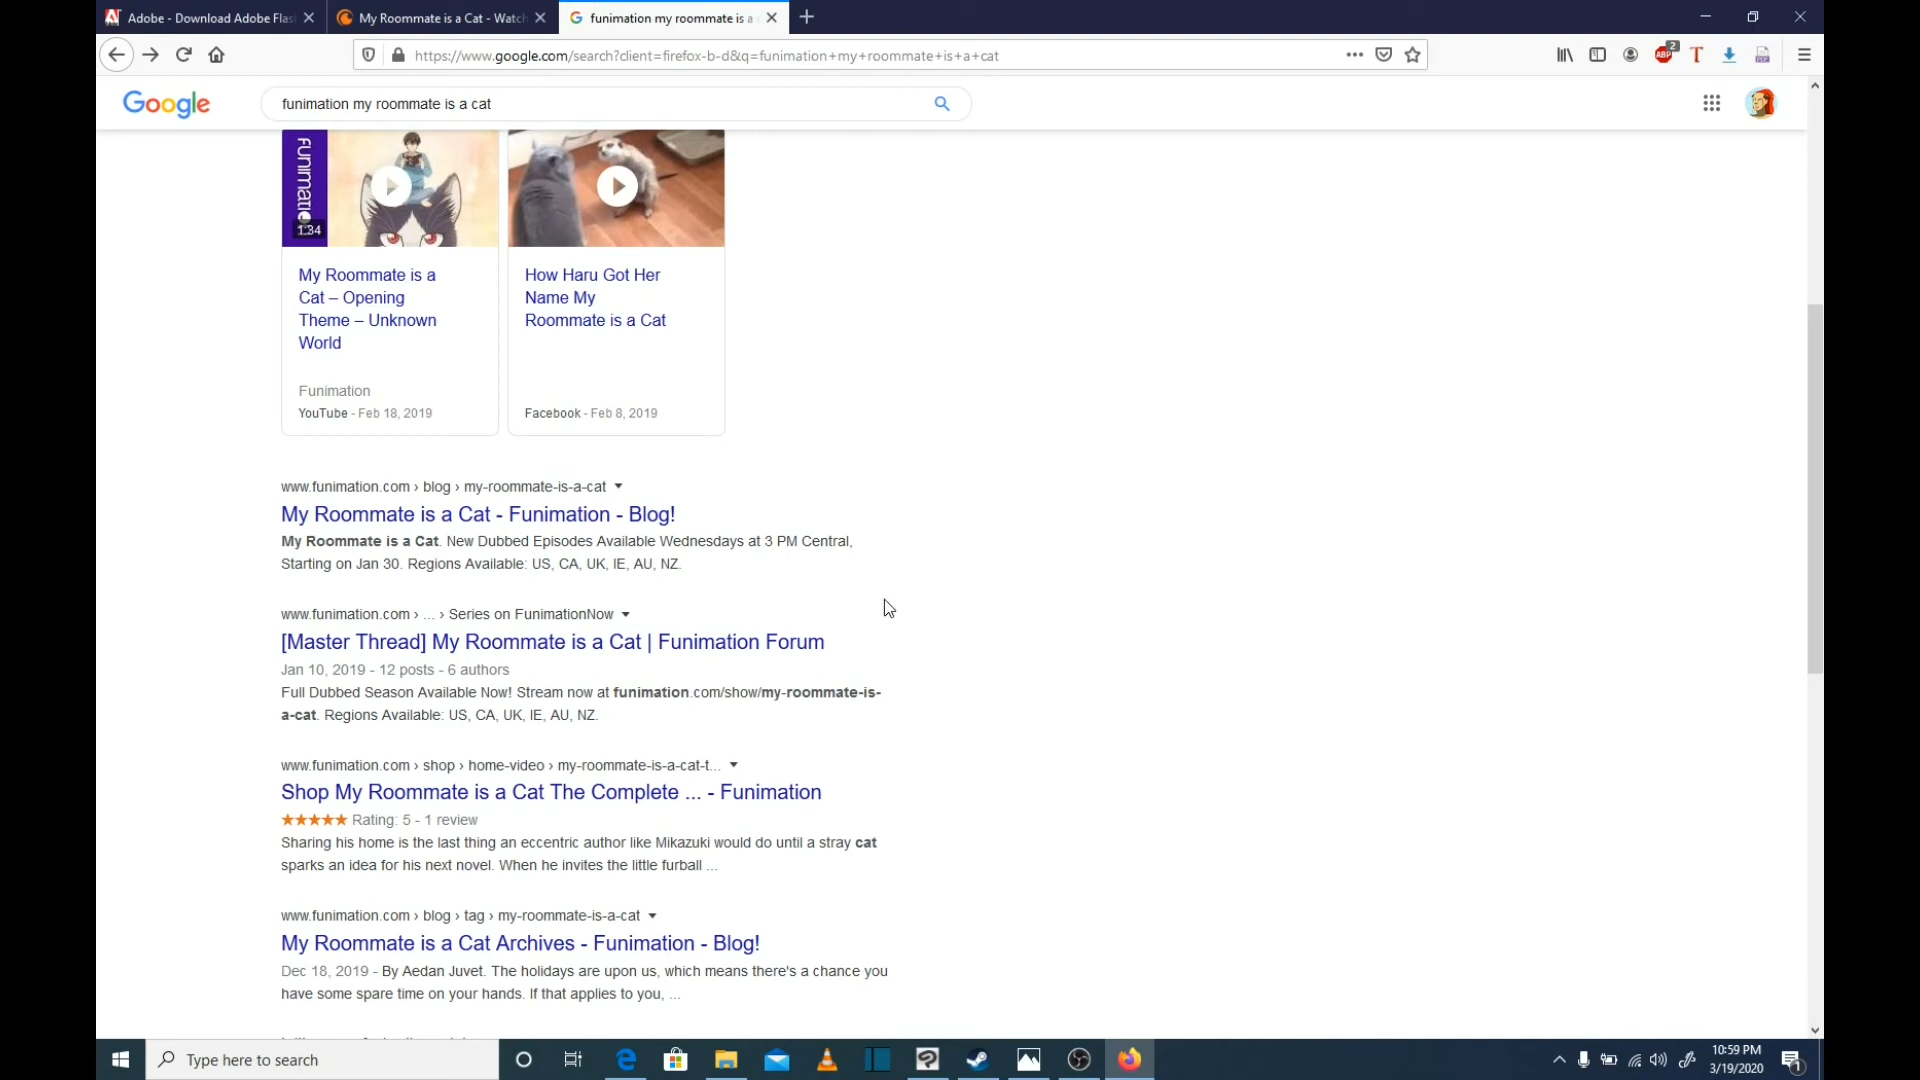 Adobe - Download Adobe Flas
My Roommate is a Cat - Watch
funimation my roommate is a
https://www.google.com/search?client=firefox-b-d&q=funimation+my+roommate+is+a+cat
2
ABP
T
Google
funimation my roommate is a cat
FUNIMATION
1:34
My Roommate is a
Cat – Opening
Theme – Unknown
World
Funimation
YouTube - Feb 18, 2019
How Haru Got Her
Name My
Roommate is a Cat
Facebook - Feb 8, 2019
www.funimation.com › blog › my-roommate-is-a-cat
My Roommate is a Cat - Funimation - Blog!
My Roommate is a Cat. New Dubbed Episodes Available Wednesdays at 3 PM Central,
Starting on Jan 30. Regions Available: US, CA, UK, IE, AU, NZ.
www.funimation.com › ... › Series on FunimationNow
[Master Thread] My Roommate is a Cat | Funimation Forum
Jan 10, 2019 - 12 posts - 6 authors
Full Dubbed Season Available Now! Stream now at funimation.com/show/my-roommate-is-
a-cat. Regions Available: US, CA, UK, IE, AU, NZ.
www.funimation.com › shop › home-video › my-roommate-is-a-cat-t...
Shop My Roommate is a Cat The Complete ... - Funimation
★★★★★ Rating: 5 - 1 review
Sharing his home is the last thing an eccentric author like Mikazuki would do until a stray cat
sparks an idea for his next novel. When he invites the little furball ...
www.funimation.com › blog › tag › my-roommate-is-a-cat
My Roommate is a Cat Archives - Funimation - Blog!
Dec 18, 2019 - By Aedan Juvet. The holidays are upon us, which means there's a chance you
have some spare time on your hands. If that applies to you, ...
Type here to search
10:59 PM
3/19/2020
1